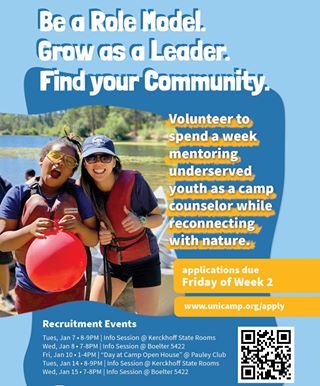 Be a Role Model.
Grow as a Leader.
Find your Community.
Volunteer to
spend a week
mentoring
underserved
youth as a camp
counselor while
reconnecting
with nature.
applications due
Friday of Week 2
www.unicamp.org/apply
Recruitment Events
Tues, Jan 7 • 8-9PM | Info Session @ Kerckhoff State Rooms
Wed, Jan 8 • 7-8PM | Info Session @ Boelter 5422
Fri, Jan 10 • 1-4PM | "Day at Camp Open House" @ Pauley Club
Tues, Jan 14 • 8-9PM | Info Session @ Kerckhoff State Rooms
Wed, Jan 15 • 7-8PM | Info Session @ Boelter 5422